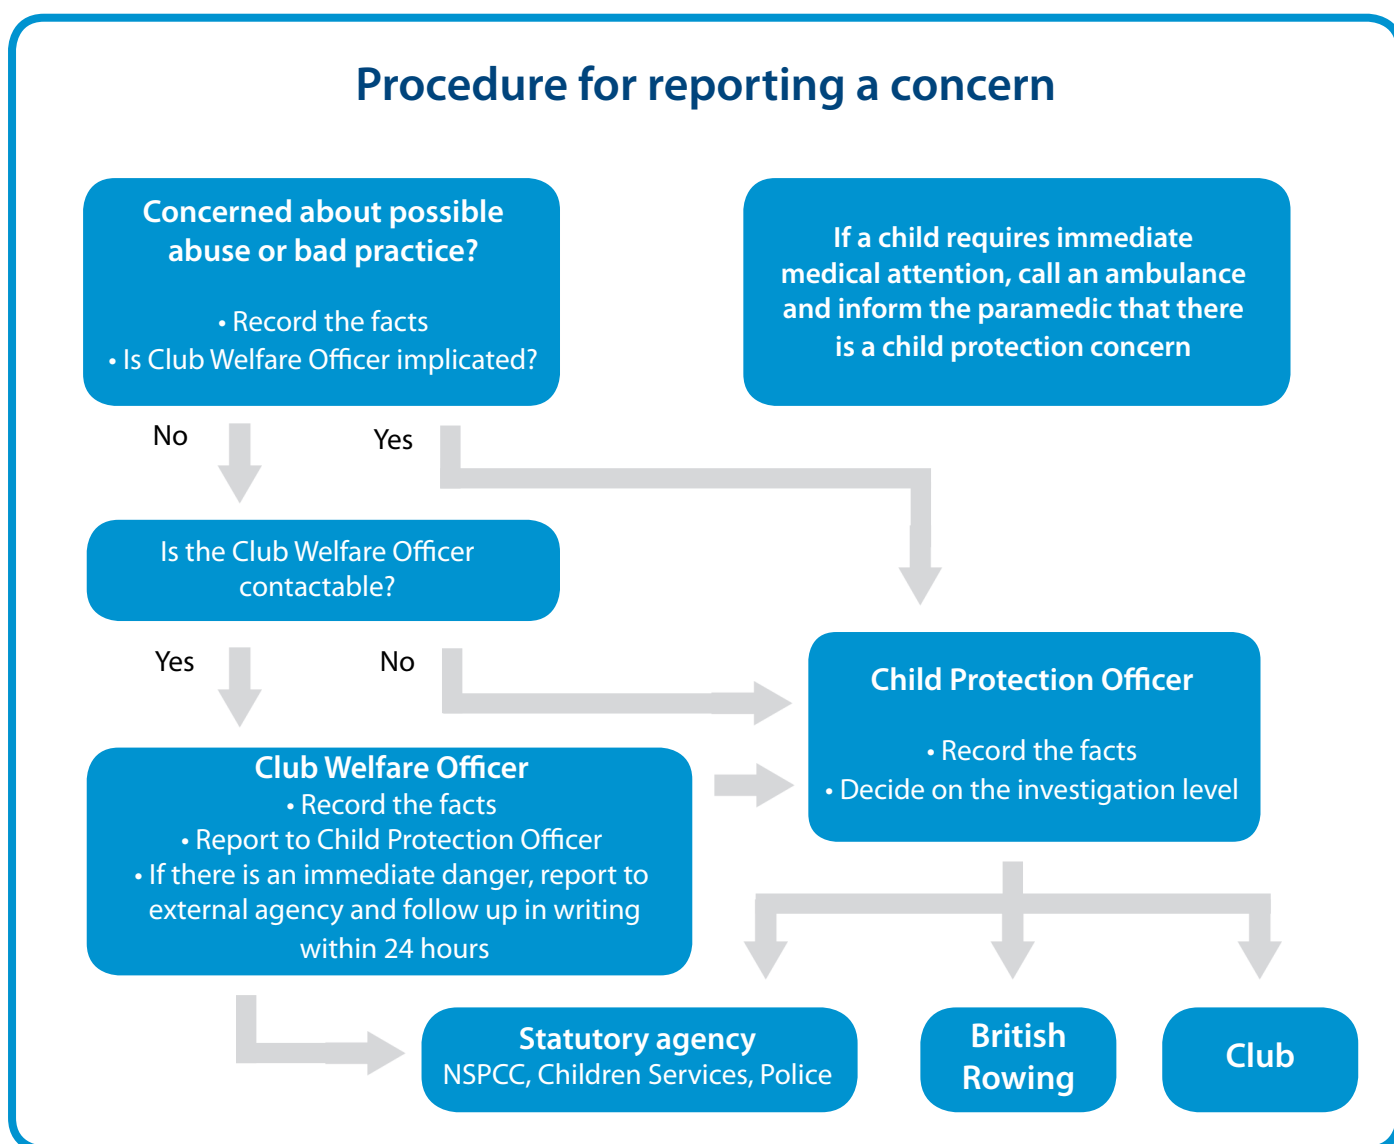 Procedure for reporting a concern
Concerned about possible
abuse or bad practice?
• Record the facts
• Is Club Welfare Officer implicated?
If a child requires immediate
medical attention, call an ambulance
and inform the paramedic that there
is a child protection concern
No
Yes
Is the Club Welfare Officer
contactable?
Yes
No
Child Protection Officer
• Record the facts
• Decide on the investigation level
Club Welfare Officer
• Record the facts
• Report to Child Protection Officer
• If there is an immediate danger, report to
external agency and follow up in writing
within 24 hours
Statutory agency
NSPCC, Children Services, Police
British
Rowing
Club